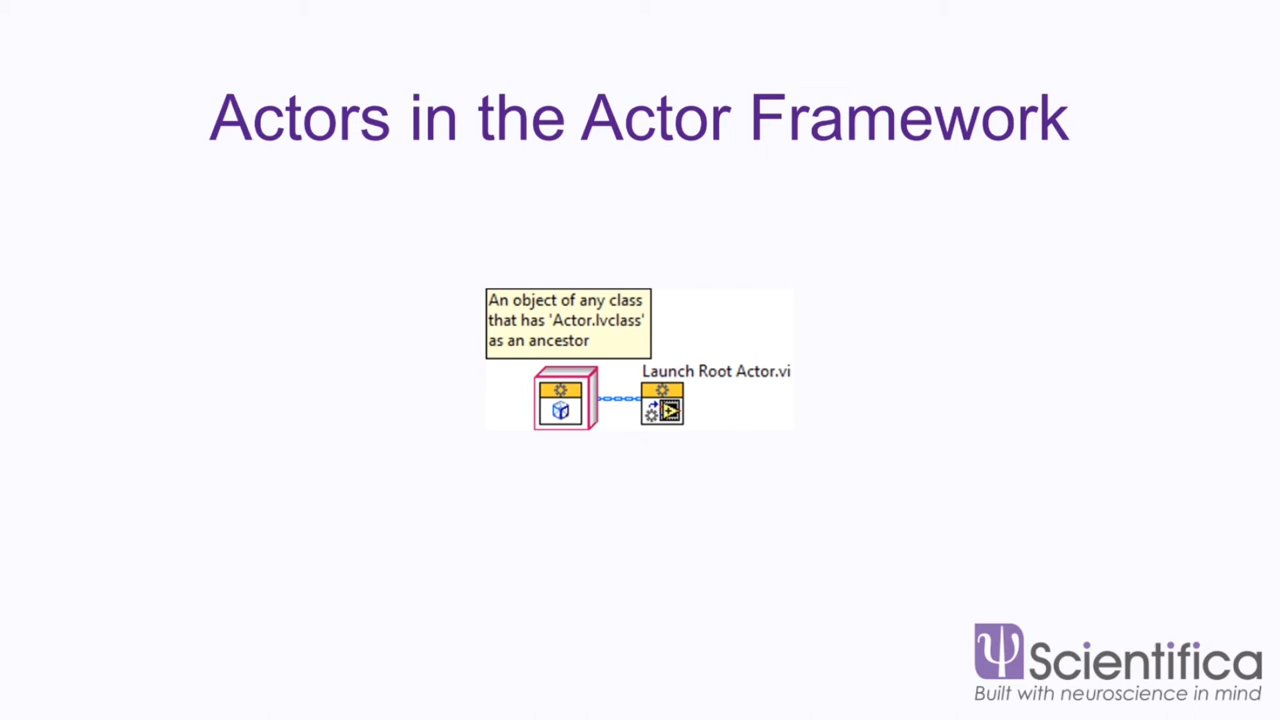 Actors in the Actor Framework
An object of any class
that has 'Actor.lvclass'
as an ancestor
Launch Root Actor.vi
Scientifica
Built with neuroscience in mind